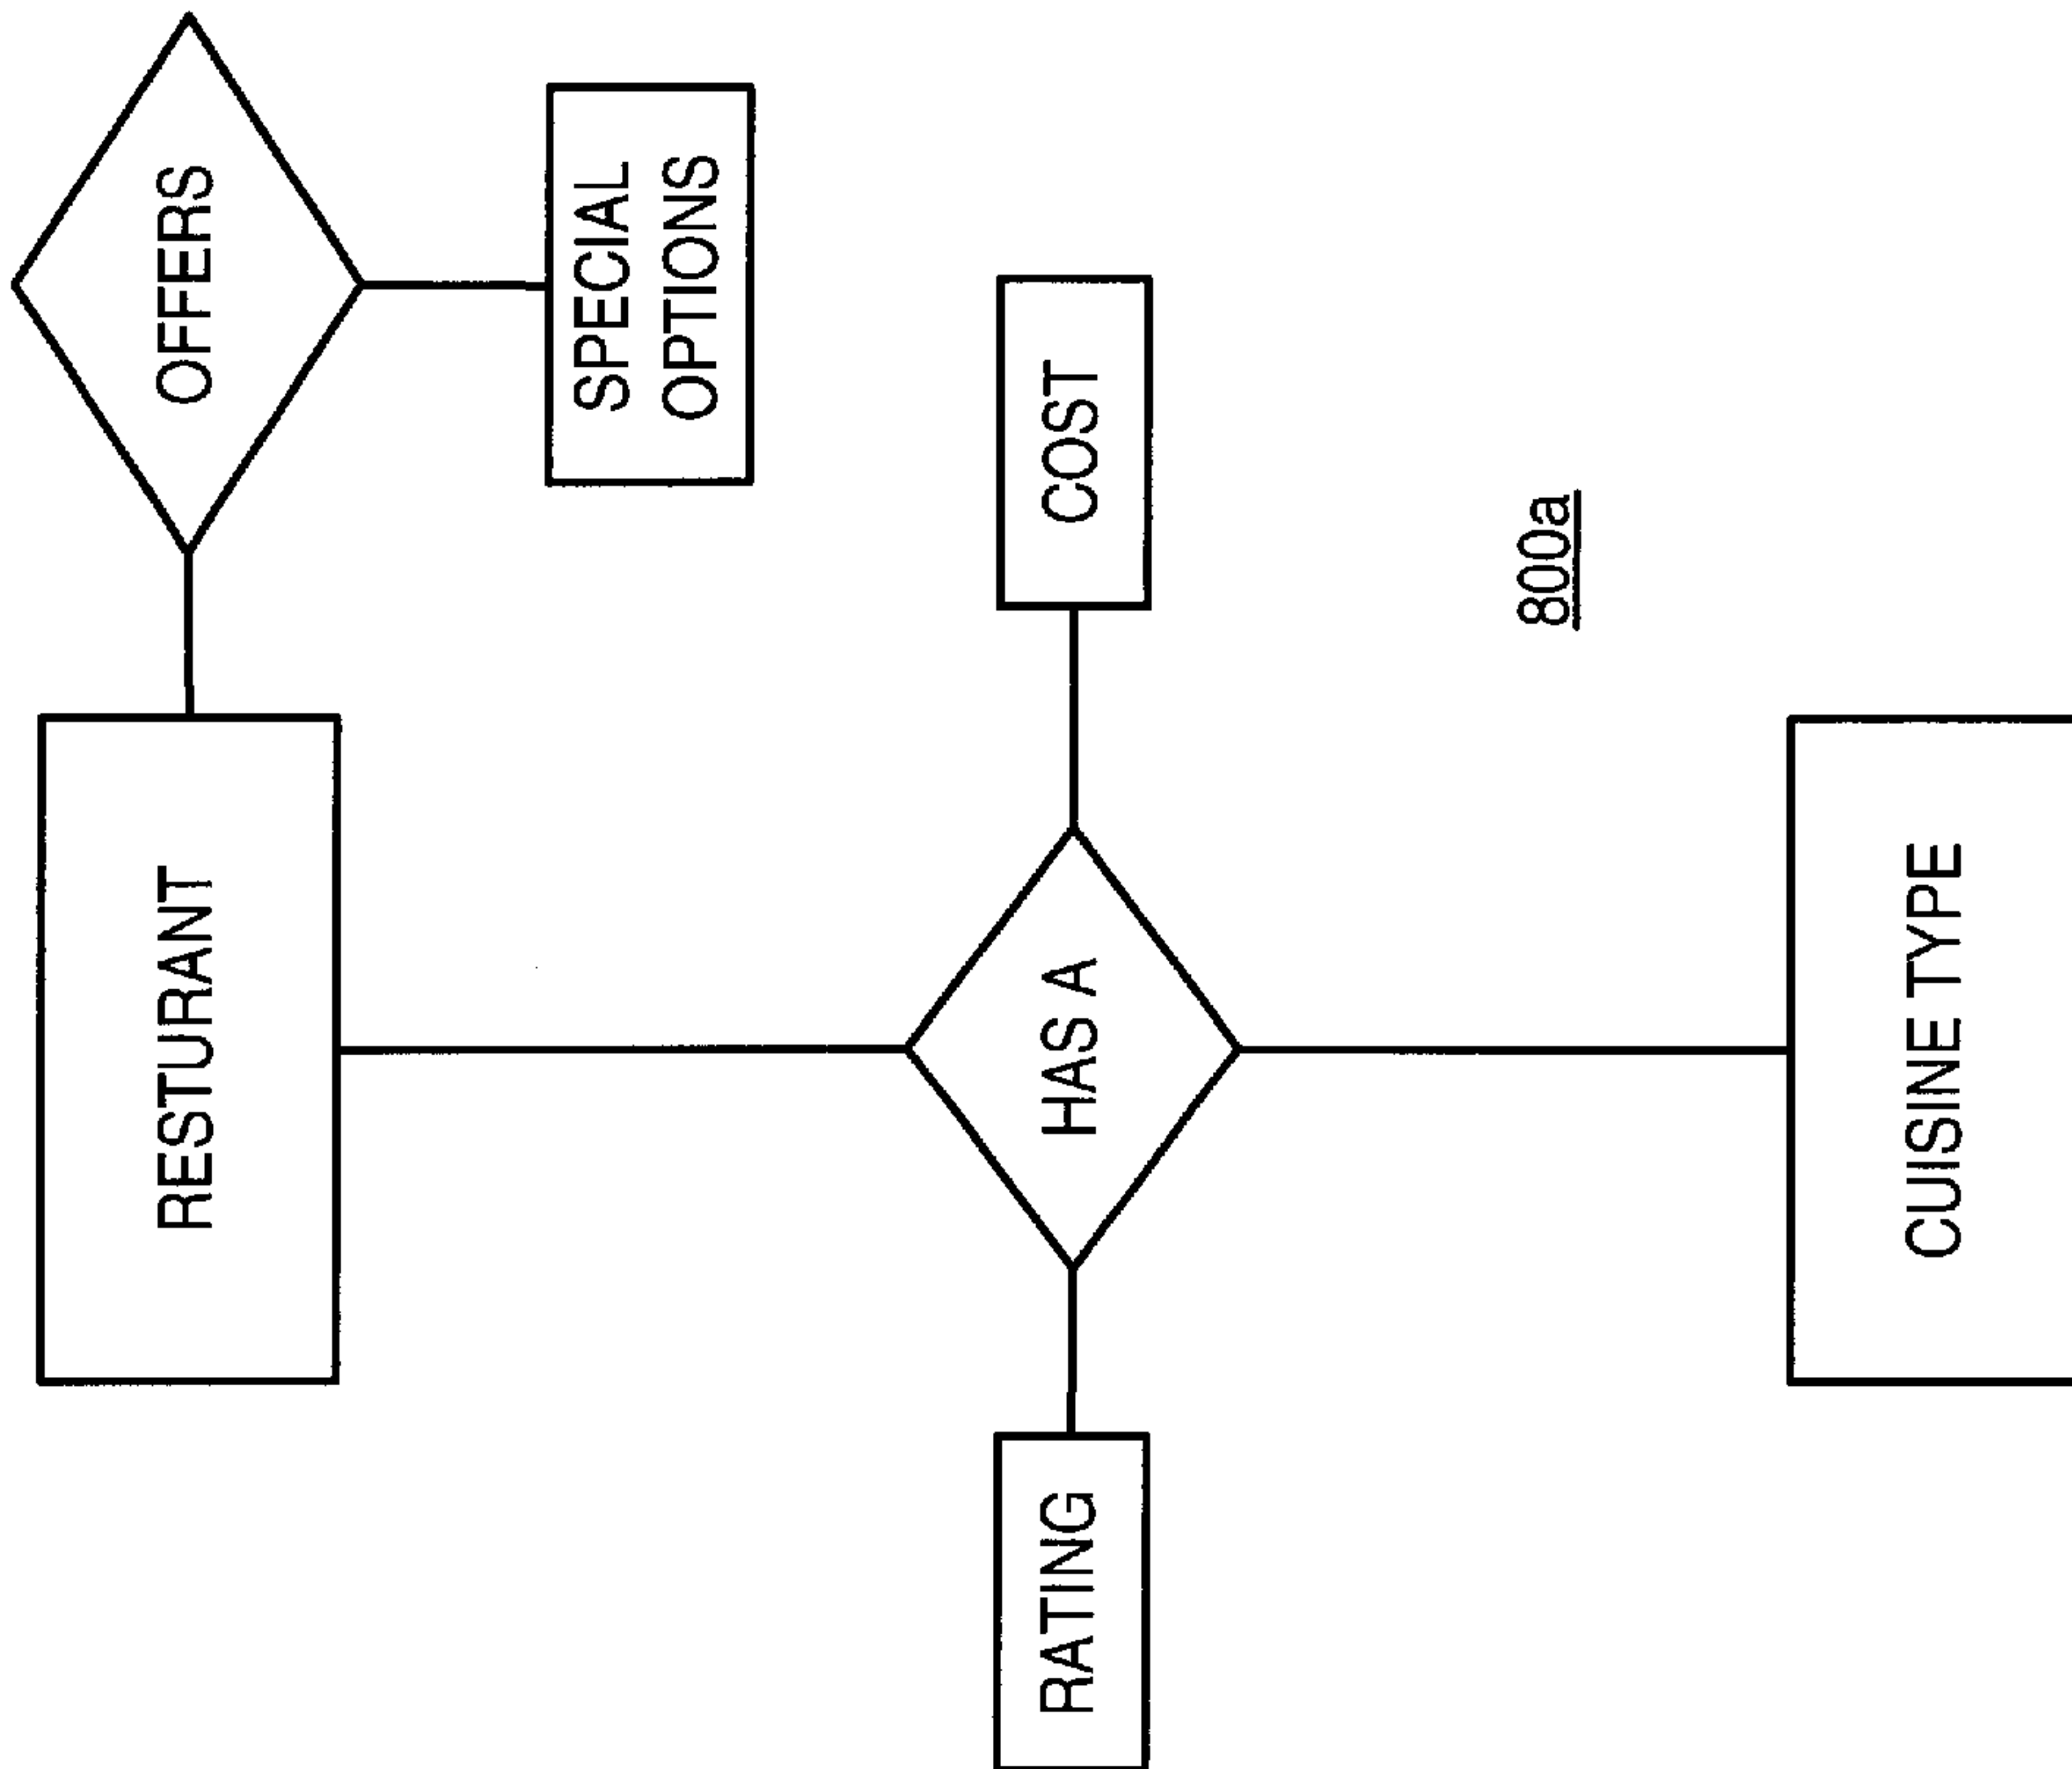 RESTURANT
OFFERS
SPECIAL
OPTIONS
RATING
HAS A
COST
800a
CUISINE TYPE